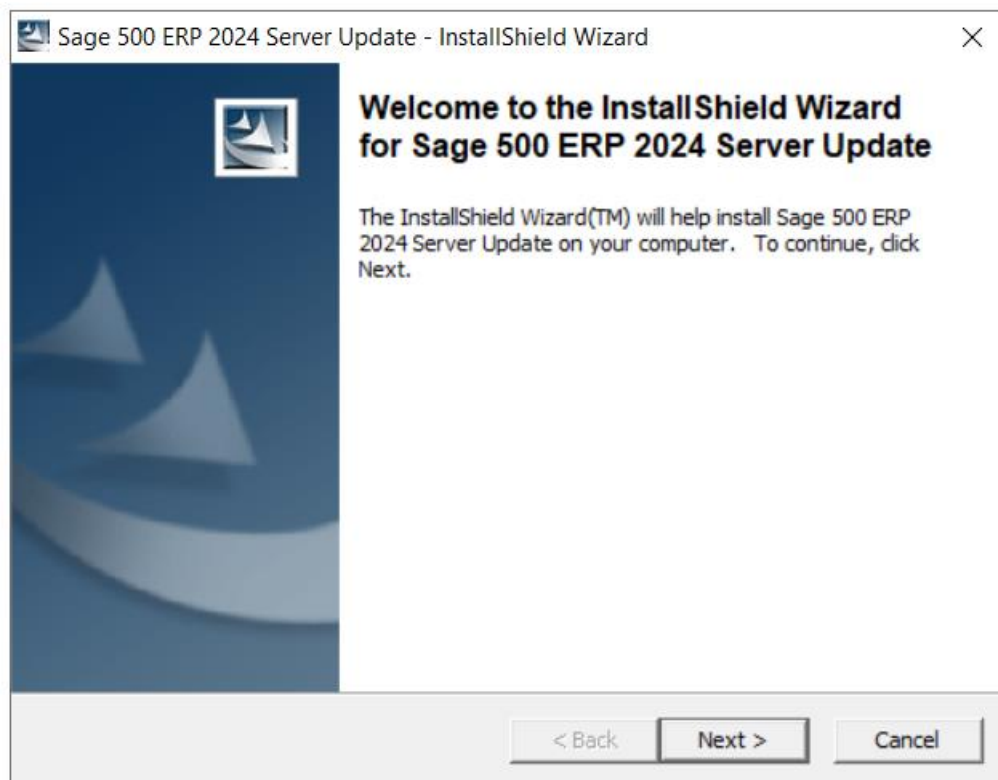 Sage 500 ERP 2024 Server Update - InstallShield Wizard
Welcome to the InstallShield Wizard
for Sage 500 ERP 2024 Server Update
The InstallShield Wizard(TM) will help install Sage 500 ERP
2024 Server Update on your computer. To continue, click
Next.
< Back Next > Cancel